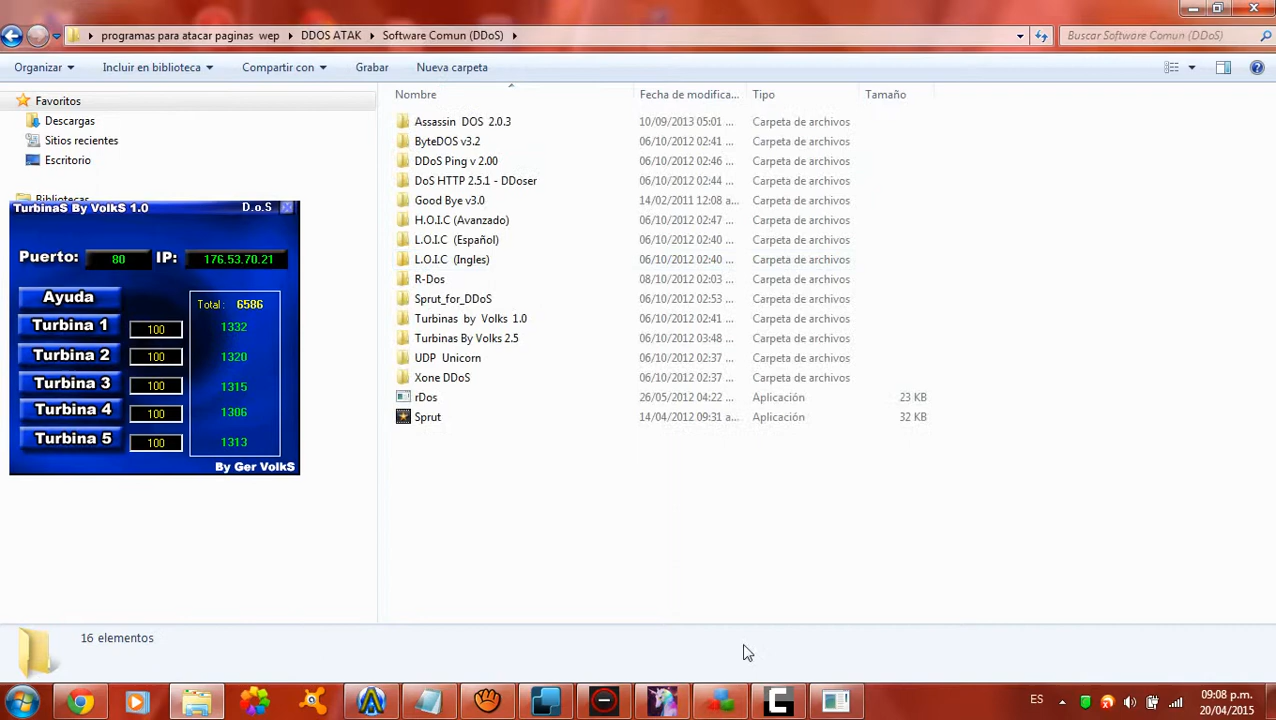 programas para atacar paginas wep DDOS ATAK Software Comun (DDoS) Buscar Software Comun (DDoS)
Organizar Incluir en biblioteca Compartir con Grabar Nueva carpeta
Favoritos
Descargas
Sitios recientes
Escritorio
Bibliotecas
TurbinaS By VolkS 1.0 D.o.S
Puerto: 80 IP: 176.53.70.21
Ayuda Total: 6586
Turbina 1 100 1332
Turbina 2 100 1320
Turbina 3 100 1315
Turbina 4 100 1306
Turbina 5 100 1313
By Ger VolkS
Nombre Fecha de modifica... Tipo Tamaño
Assassin DOS 2.0.3 10/09/2013 05:01 ... Carpeta de archivos
ByteDOS v3.2 06/10/2012 02:41 ... Carpeta de archivos
DDoS Ping v 2.00 06/10/2012 02:46 ... Carpeta de archivos
DoS HTTP 2.5.1 - DDoser 06/10/2012 02:44 ... Carpeta de archivos
Good Bye v3.0 14/02/2011 12:08 a... Carpeta de archivos
H.O.I.C (Avanzado) 06/10/2012 02:47 ... Carpeta de archivos
L.O.I.C (Español) 06/10/2012 02:40 ... Carpeta de archivos
L.O.I.C (Ingles) 06/10/2012 02:40 ... Carpeta de archivos
R-Dos 08/10/2012 02:03 ... Carpeta de archivos
Sprut_for_DDoS 06/10/2012 02:53 ... Carpeta de archivos
Turbinas by Volks 1.0 06/10/2012 02:41 ... Carpeta de archivos
Turbinas By Volks 2.5 06/10/2012 03:48 ... Carpeta de archivos
UDP Unicorn 06/10/2012 02:37 ... Carpeta de archivos
Xone DDoS 06/10/2012 02:37 ... Carpeta de archivos
rDos 26/05/2012 04:22 ... Aplicación 23 KB
Sprut 14/04/2012 09:31 a... Aplicación 32 KB
16 elementos
ES 09:08 p.m.
20/04/2015